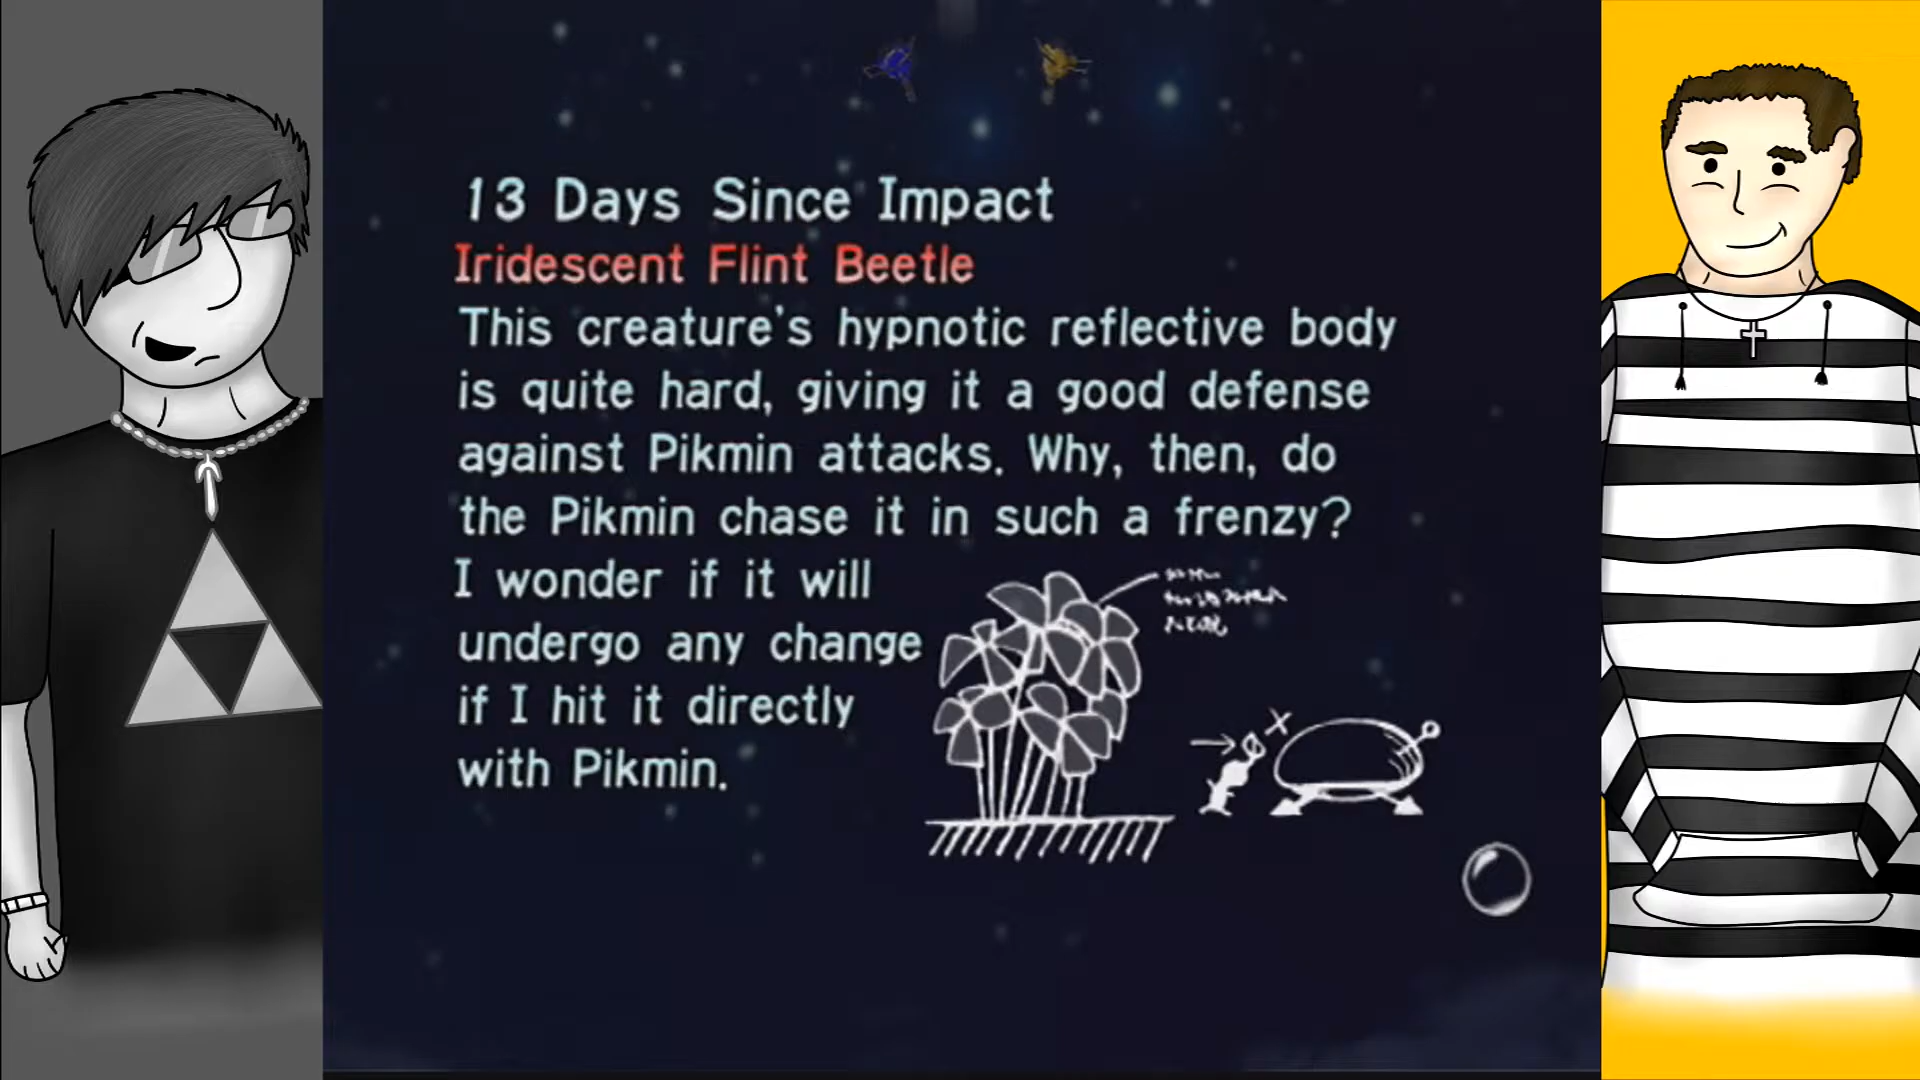 13 Days Since Impact
Iridescent Flint Beetle
This creature's hypnotic reflective body
is quite hard, giving it a good defense
against Pikmin attacks. Why, then, do
the Pikmin chase it in such a frenzy?
I wonder if it will
undergo any change
if I hit it directly
with Pikmin.